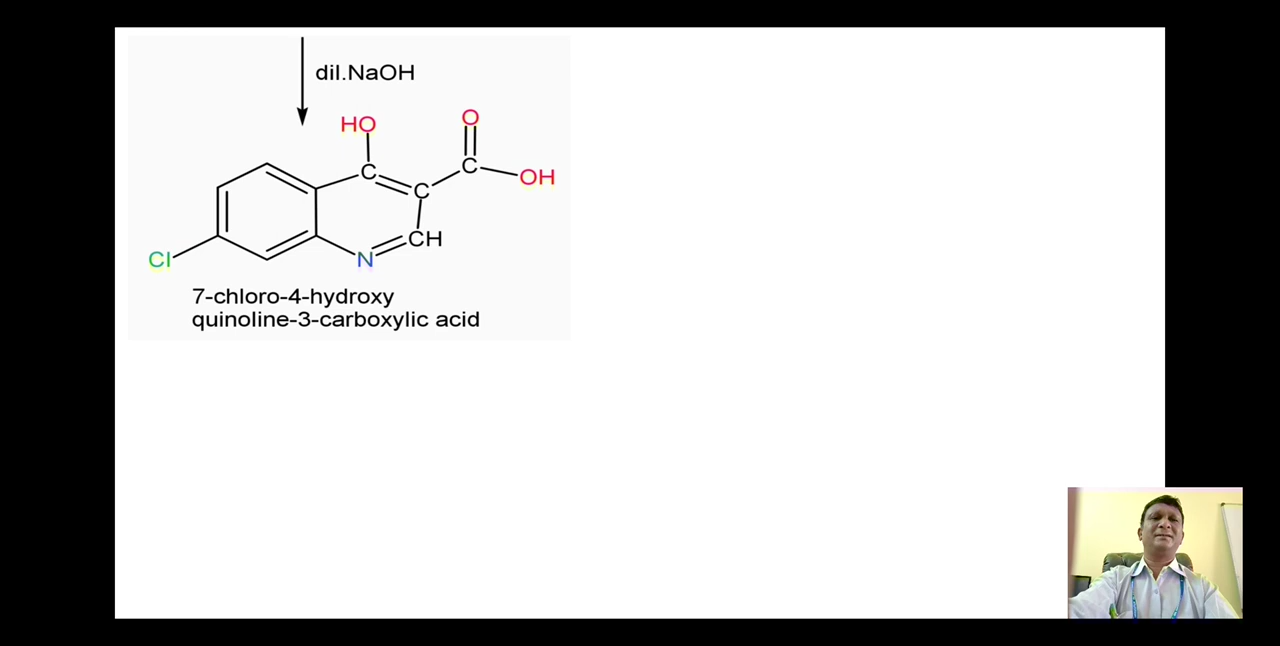 dil.NaOH
HO
O
C
C
C
OH
CH
Cl
N
7-chloro-4-hydroxy
quinoline-3-carboxylic acid